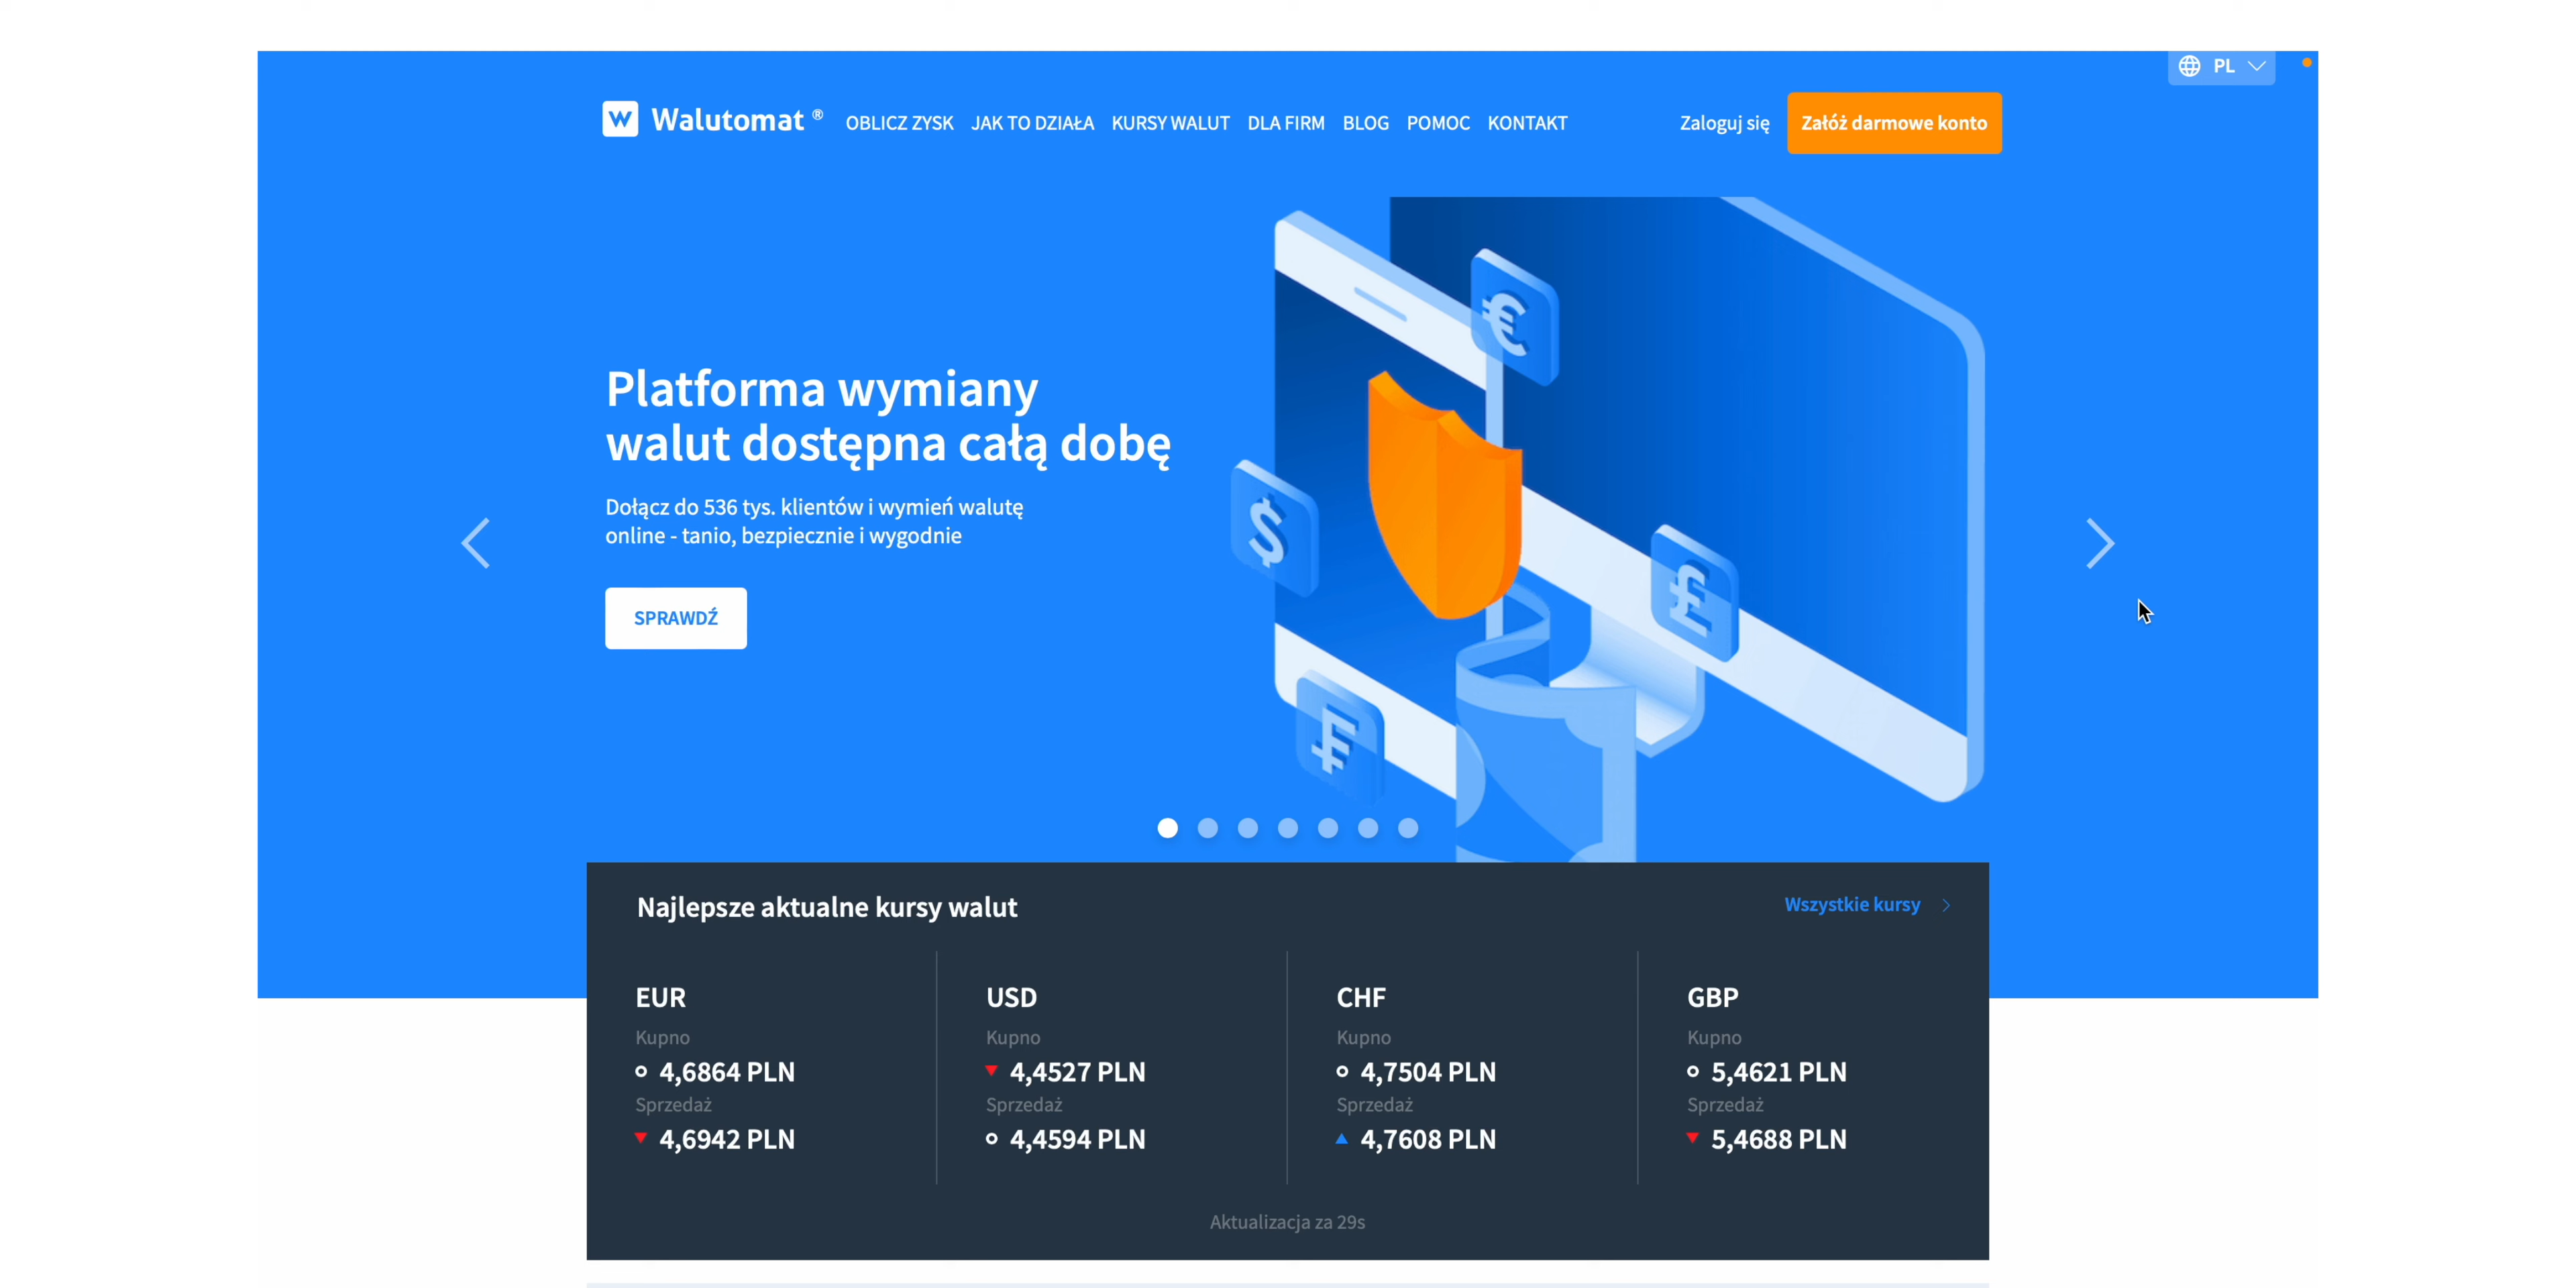 PL
W Walutomat ® OBLICZ ZYSK JAK TO DZIAŁA KURSY WALUT DLA FIRM BLOG POMOC KONTAKT Zaloguj się Załóż darmowe konto
Platforma wymiany
walut dostępna całą dobę
Dołącz do 536 tys. klientów i wymień walutę
online - tanio, bezpiecznie i wygodnie
SPRAWDŹ
€
$
£
₣
Najlepsze aktualne kursy walut
Wszystkie kursy
EUR
Kupno
4,6864 PLN
Sprzedaż
4,6942 PLN
USD
Kupno
4,4527 PLN
Sprzedaż
4,4594 PLN
CHF
Kupno
4,7504 PLN
Sprzedaż
4,7608 PLN
GBP
Kupno
5,4621 PLN
Sprzedaż
5,4688 PLN
Aktualizacja za 29s